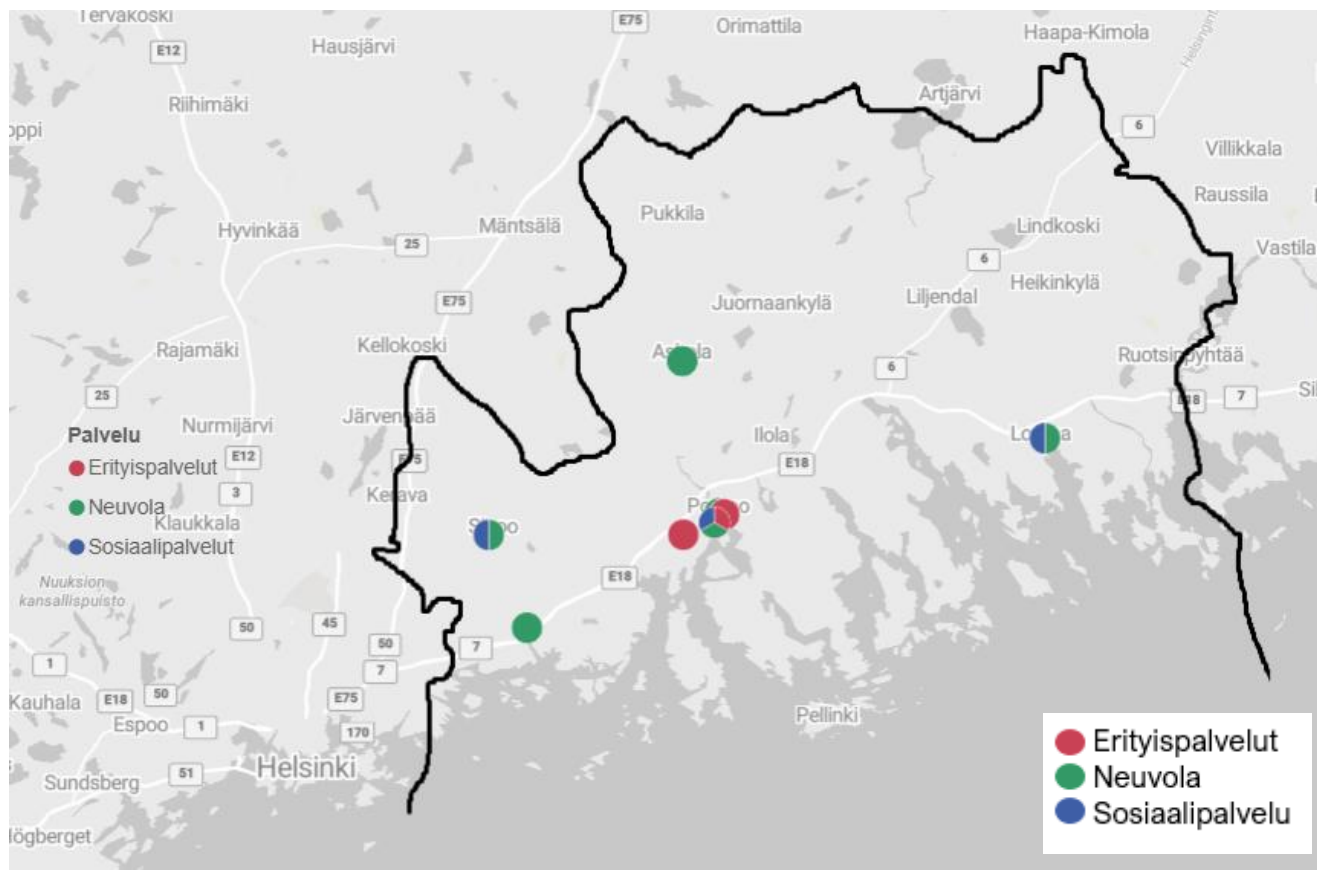 Tervakoski
E75
Orimattila
Haapa-Kimola
Hausjärvi
E12
Helsingint
Riihimäki
Artjärvi
oppi
6
Villikkala
Raussila
Pukkila
Hyvinkää
Mäntsälä
Lindkoski
25
Vastila
6
Heikinkylä
Juornaankylä
Liljendal
E75
Kellokoski
Rajamäki
Ruotsinpyhtää
6
25
Järvenpää
7
Nurmijärvi
Palvelu
Ilola
E12
E18
Erityispalvelut
Kerava
3
Neuvola
Klaukkala
Sosiaalipalvelut
Nuuksion
kansallispuisto
E18
45
50
50
7
1
7
Kauhala
E18
50
E75
Espoo
1
170
Pellinki
Helsinki
51
Sundsberg
Högberget
Erityispalvelut
Neuvola
Sosiaalipalvelu